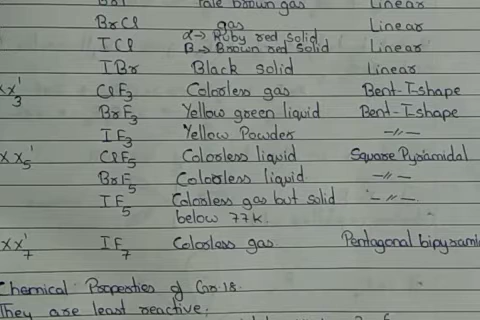 BrF Pale brown gas Linear
BrCl gas Linear
ICl α→ Ruby red solid
β→ Brown red solid Linear
IBr Black solid Linear
XX'3 ClF3 Colorless gas Bent-T-shape
BrF3 Yellow green liquid Bent-T-shape
IF3 Yellow Powder -〃-
XX'5 ClF5 Colorless liquid Square Pyramidal
BrF5 Colorless liquid -〃-
IF5 Colorless gas but solid -〃-
below 77K.
XX'7 IF7 Colorless gas Pentagonal bipyrami
Chemical Properties of Gr.18.
They are least reactive;